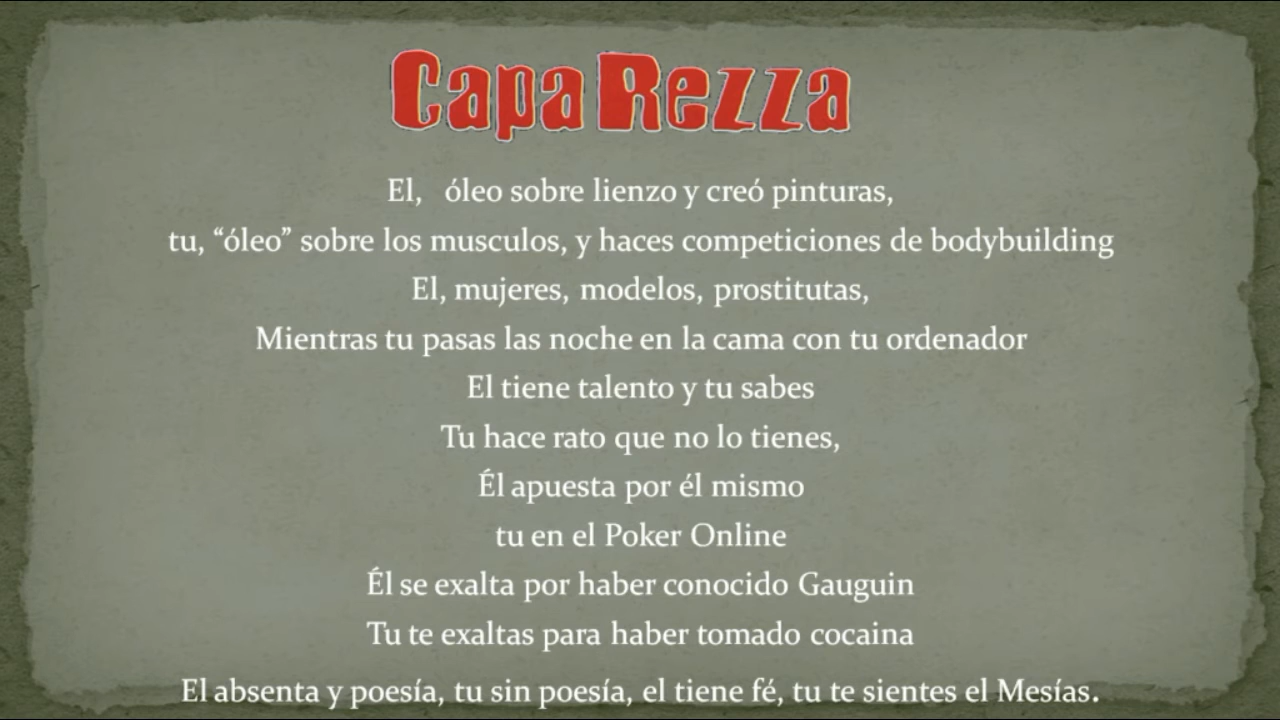 CapaRezza
El, óleo sobre lienzo y creó pinturas,
tu, “óleo” sobre los musculos, y haces competiciones de bodybuilding
El, mujeres, modelos, prostitutas,
Mientras tu pasas las noche en la cama con tu ordenador
El tiene talento y tu sabes
Tu hace rato que no lo tienes,
Él apuesta por él mismo
tu en el Poker Online
Él se exalta por haber conocido Gauguin
Tu te exaltas para haber tomado cocaina
El absenta y poesía, tu sin poesía, el tiene fé, tu te sientes el Mesías.